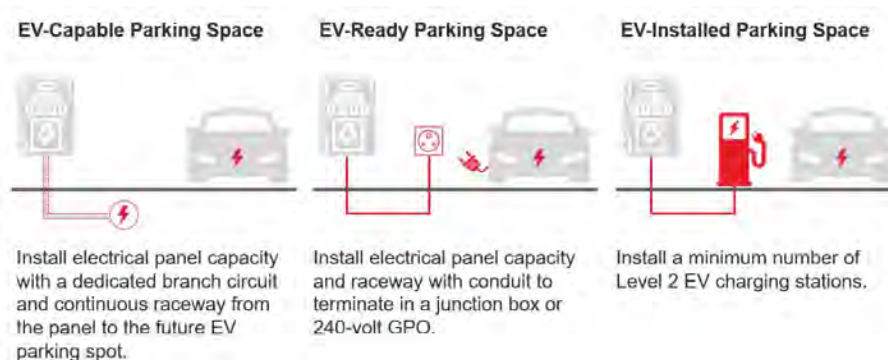 EV-Capable Parking Space
EV-Ready Parking Space
EV-Installed Parking Space
Install electrical panel capacity
with a dedicated branch circuit
and continuous raceway from
the panel to the future EV
parking spot.
Install electrical panel capacity
and raceway with conduit to
terminate in a junction box or
240-volt GPO.
Install a minimum number of
Level 2 EV charging stations.